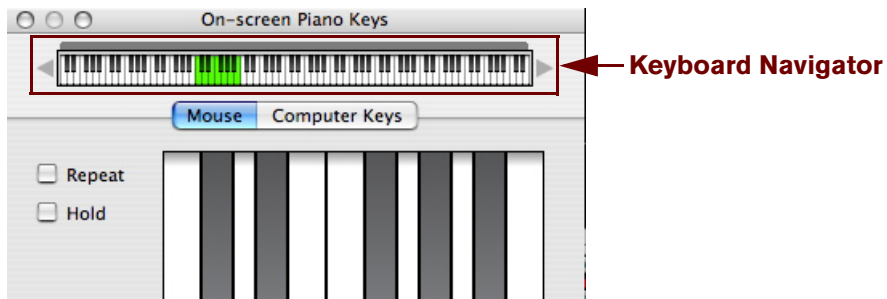 On-screen Piano Keys
Keyboard Navigator
Mouse Computer Keys
Repeat
Hold